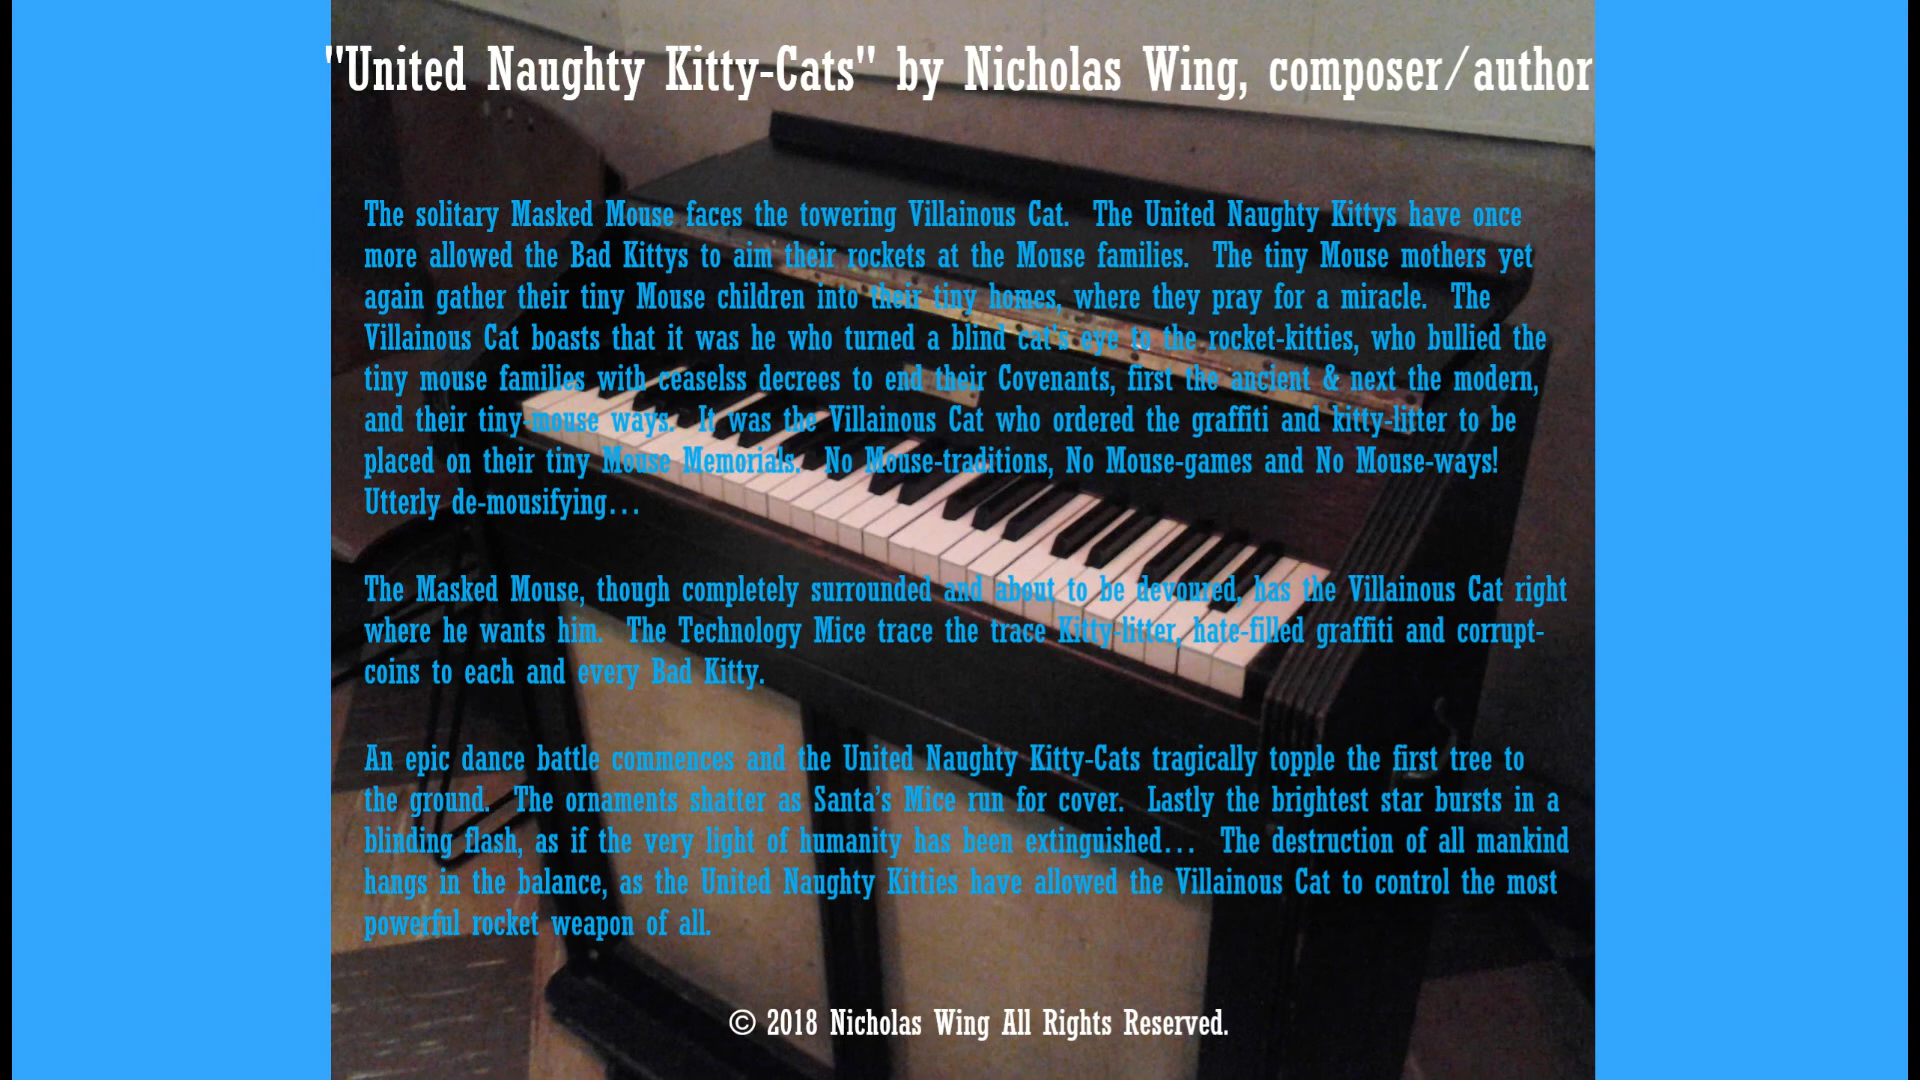 "United Naughty Kitty-Cats" by Nicholas Wing, composer/author
The solitary Masked Mouse faces the towering Villainous Cat. The United Naughty Kittys have once
more allowed the Bad Kittys to aim their rockets at the Mouse families. The tiny Mouse mothers yet
again gather their tiny Mouse children into their tiny homes, where they pray for a miracle. The
Villainous Cat boasts that it was he who turned a blind cat's eye to the rocket-kitties, who bullied the
tiny mouse families with ceaselss decrees to end their Covenants, first the ancient & next the modern,
and their tiny-mouse ways. It was the Villainous Cat who ordered the graffiti and kitty-litter to be
placed on their tiny Mouse Memorials. No Mouse-traditions, No Mouse-games and No Mouse-ways!
Utterly de-mousifying...
The Masked Mouse, though completely surrounded and about to be devoured, has the Villainous Cat right
where he wants him. The Technology Mice trace the trace Kitty-litter, hate-filled graffiti and corrupt-
coins to each and every Bad Kitty.
An epic dance battle commences and the United Naughty Kitty-Cats tragically topple the first tree to
the ground. The ornaments shatter as Santa's Mice run for cover. Lastly the brightest star bursts in a
blinding flash, as if the very light of humanity has been extinguished... The destruction of all mankind
hangs in the balance, as the United Naughty Kitties have allowed the Villainous Cat to control the most
powerful rocket weapon of all.
© 2018 Nicholas Wing All Rights Reserved.